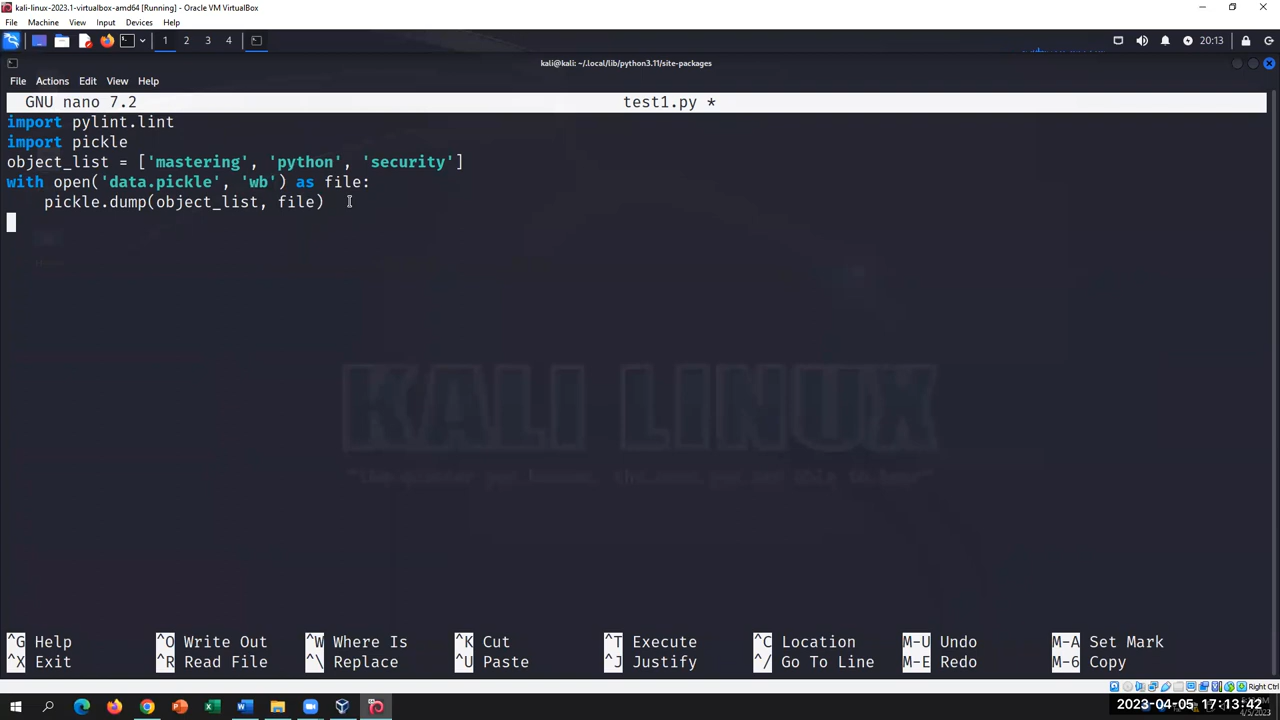 kali-linux-2023.1-virtualbox-amd64 [Running] - Oracle VM VirtualBox
File Machine View Input Devices Help
1 2 3 4 20:13
kali@kali: ~/.local/lib/python3.11/site-packages
File Actions Edit View Help
GNU nano 7.2 test1.py *
import pylint.lint
import pickle
object_list = ['mastering', 'python', 'security']
with open('data.pickle', 'wb') as file:
    pickle.dump(object_list, file)
KALI LINUX
^G Help ^O Write Out ^W Where Is ^K Cut ^T Execute ^C Location M-U Undo M-A Set Mark
^X Exit ^R Read File ^\ Replace ^U Paste ^J Justify ^/ Go To Line M-E Redo M-6 Copy
Right Ctrl
2023-04-05 17:13:42